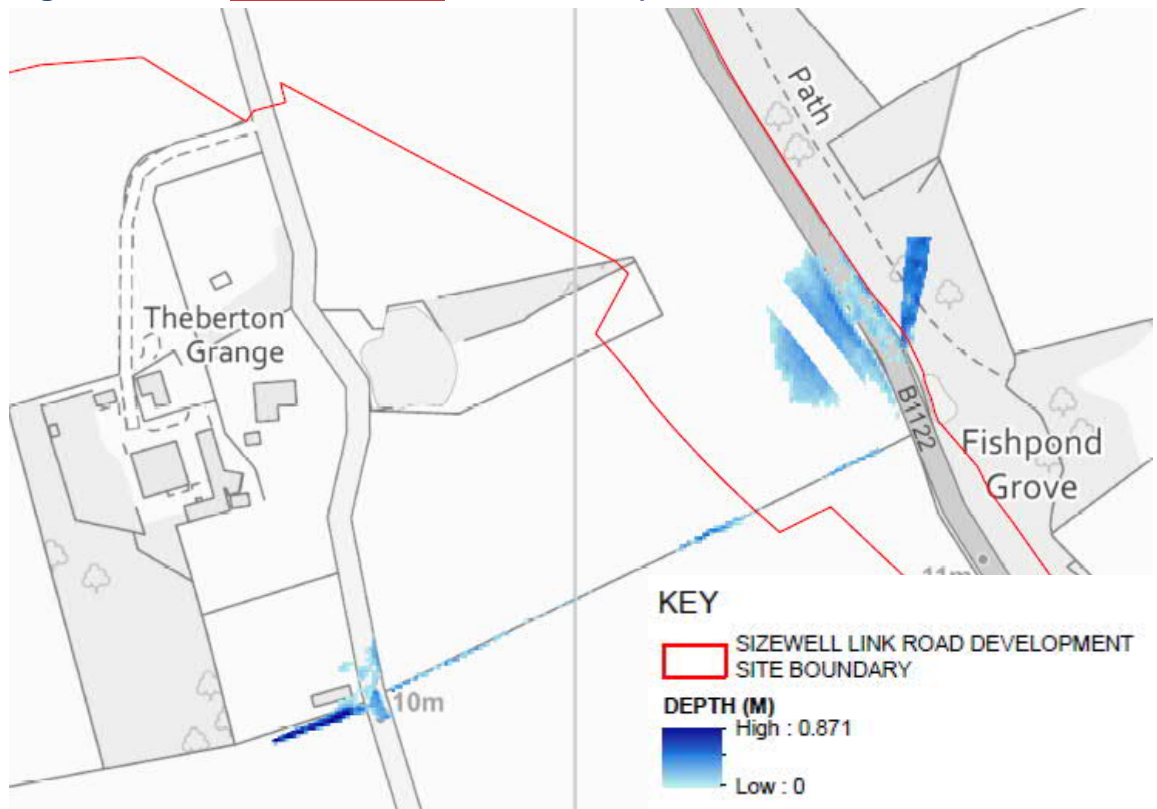 Path
Theberton
Grange
B1122
Fishpond
Grove
11m
10m
KEY
SIZEWELL LINK ROAD DEVELOPMENT
SITE BOUNDARY
DEPTH (M)
High : 0.871
Low : 0